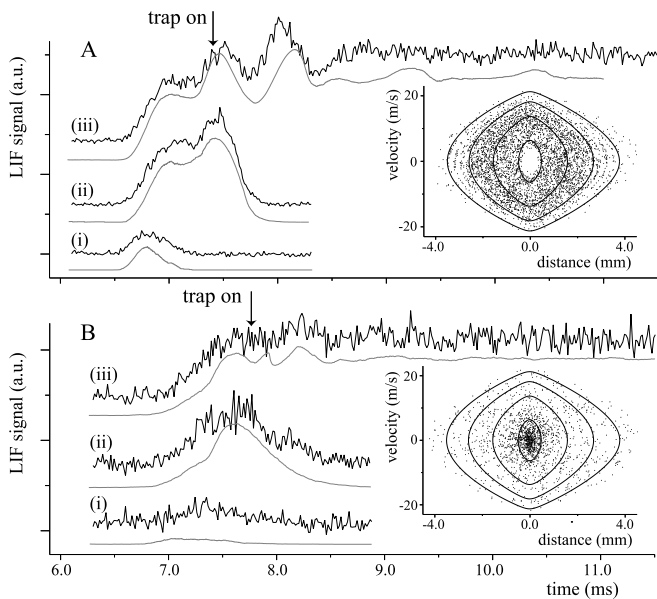 trap on
A
LIF signal (a.u.)
(iii)
(ii)
(i)
velocity (m/s)
20
0
-20
-4.0
0.0
4.0
distance (mm)
trap on
B
LIF signal (a.u.)
(iii)
(ii)
(i)
velocity (m/s)
20
0
-20
-4.0
0.0
4.0
distance (mm)
6.0
7.0
8.0
9.0
10.0
11.0
time (ms)